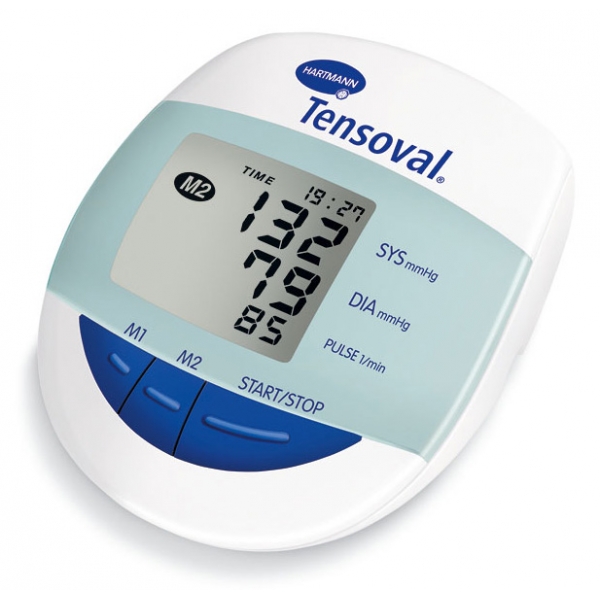 HARTMANN
Tensoval®
M2
TIME 19:27
132
SYS mmHg
79
DIA mmHg
85
PULSE 1/min
M1
M2
START/STOP